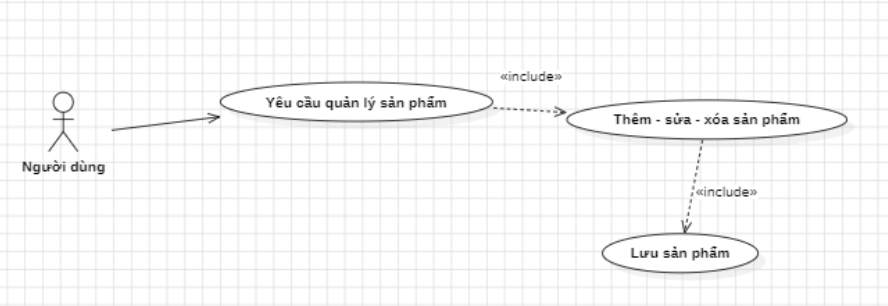 «include»
Yêu cầu quản lý sản phẩm
Thêm - sửa - xóa sản phẩm
Người dùng
«include»
Lưu sản phẩm